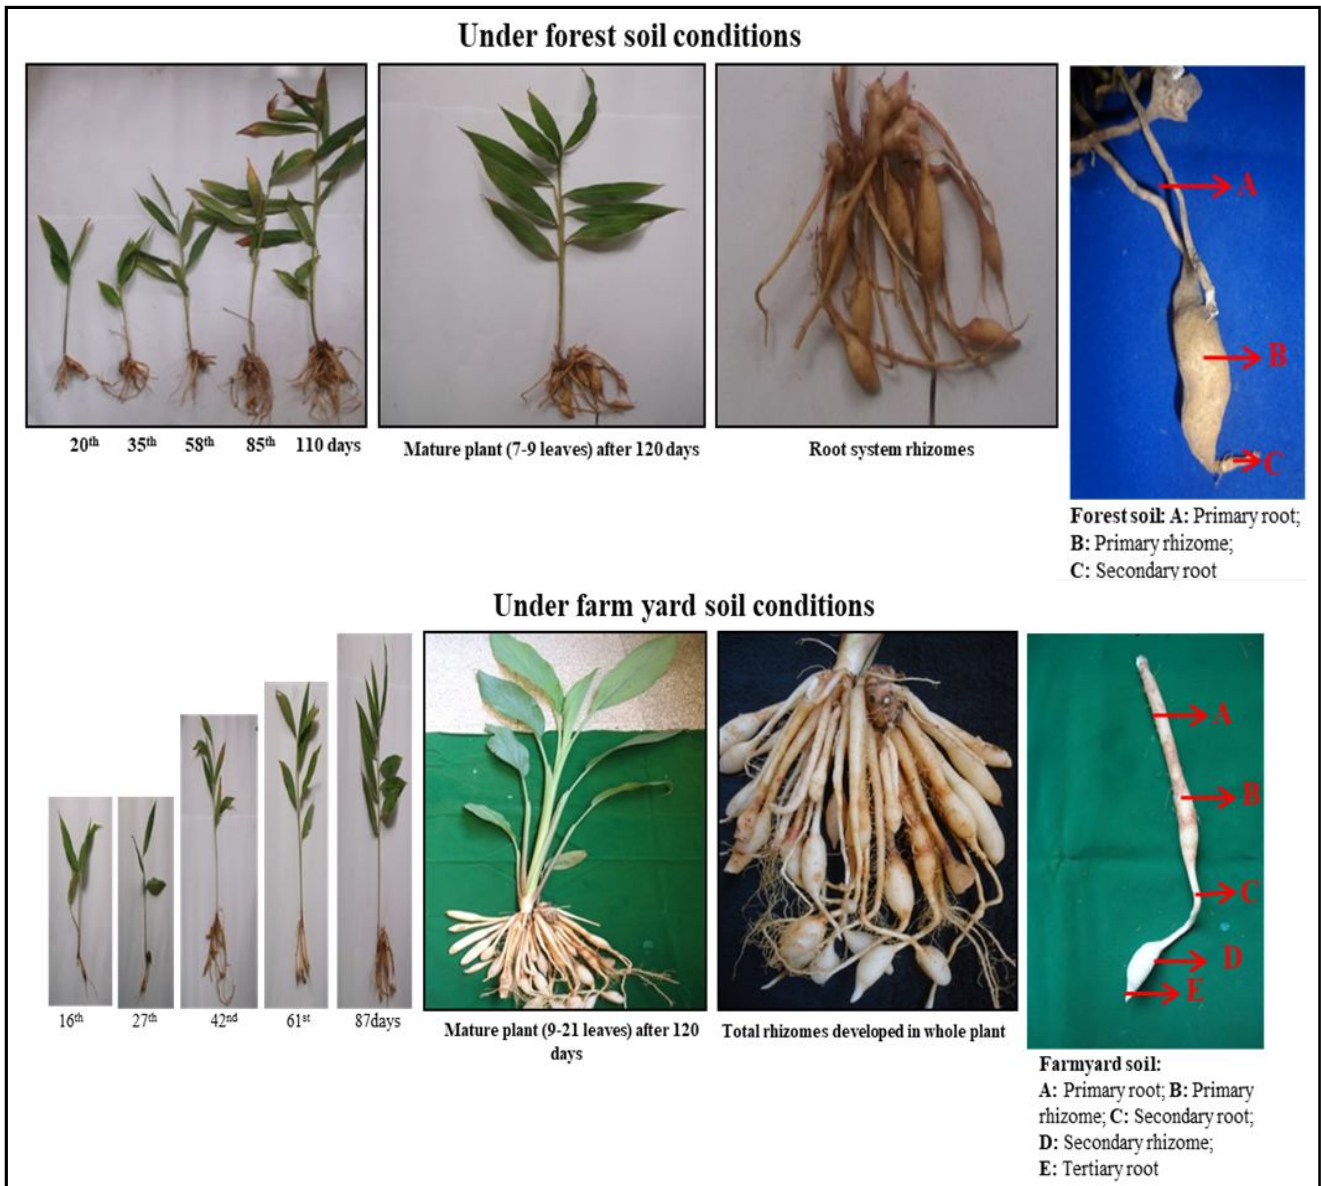 Under forest soil conditions
A
B
C
20th 35th 58th 85th 110 days
Mature plant (7-9 leaves) after 120 days
Root system rhizomes
Forest soil: A: Primary root;
B: Primary rhizome;
C: Secondary root
Under farm yard soil conditions
A
B
C
D
E
16th 27th 42nd 61st 87days
Mature plant (9-21 leaves) after 120
days
Total rhizomes developed in whole plant
Farmyard soil:
A: Primary root; B: Primary
rhizome; C: Secondary root;
D: Secondary rhizome;
E: Tertiary root